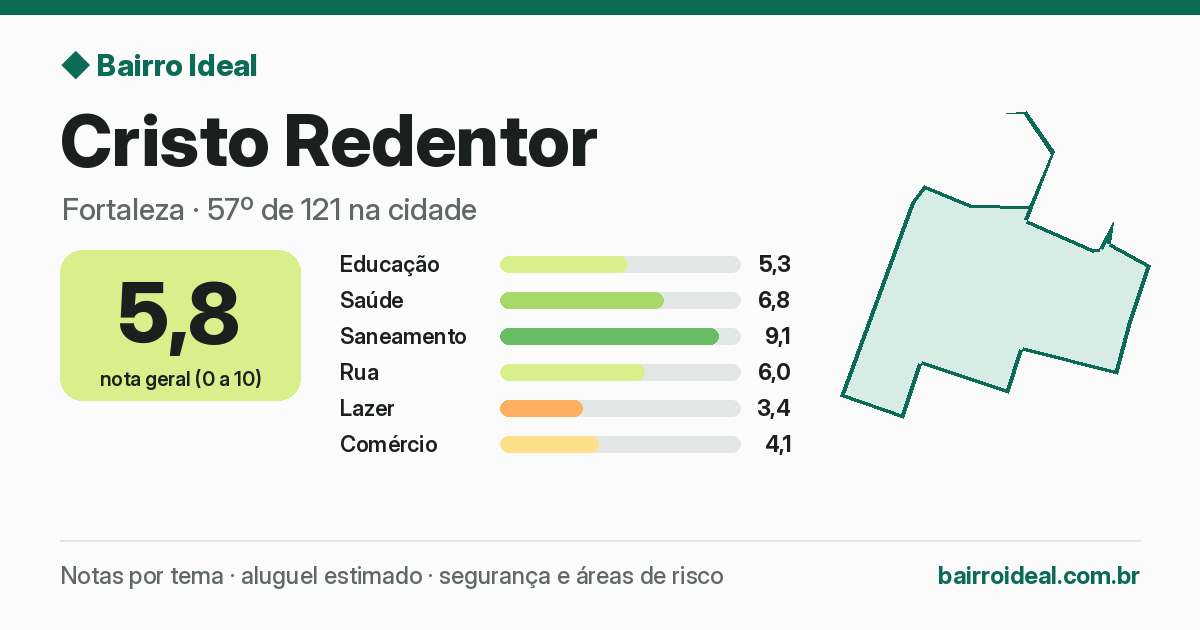 Bairro Ideal
Cristo Redentor
Fortaleza · 57º de 121 na cidade
5,8
nota geral (0 a 10)
Educação 5,3
Saúde 6,8
Saneamento 9,1
Rua 6,0
Lazer 3,4
Comércio 4,1
Notas por tema · aluguel estimado · segurança e áreas de risco
bairroideal.com.br